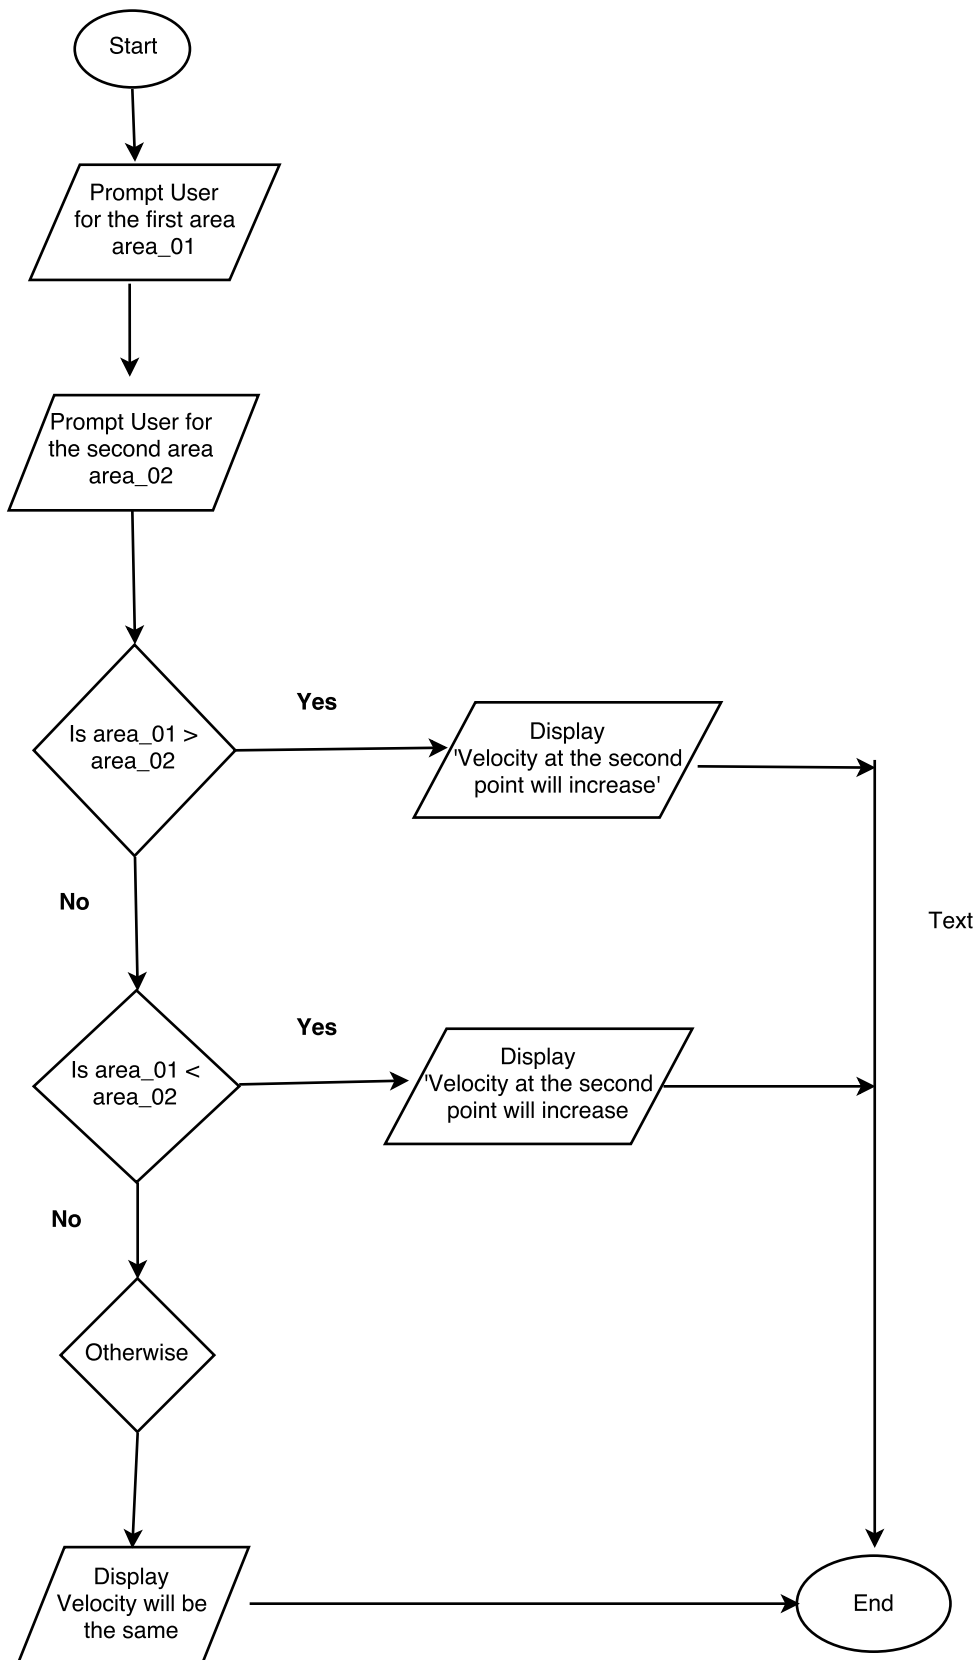 Start
Prompt User
for the first area
area_01
Prompt User for
the second area
area_02
Is area_01 >
area_02
Yes
Display
'Velocity at the second
point will increase'
No
Text
Is area_01 <
area_02
Yes
Display
'Velocity at the second
point will increase
No
Otherwise
Display
Velocity will be
the same
End